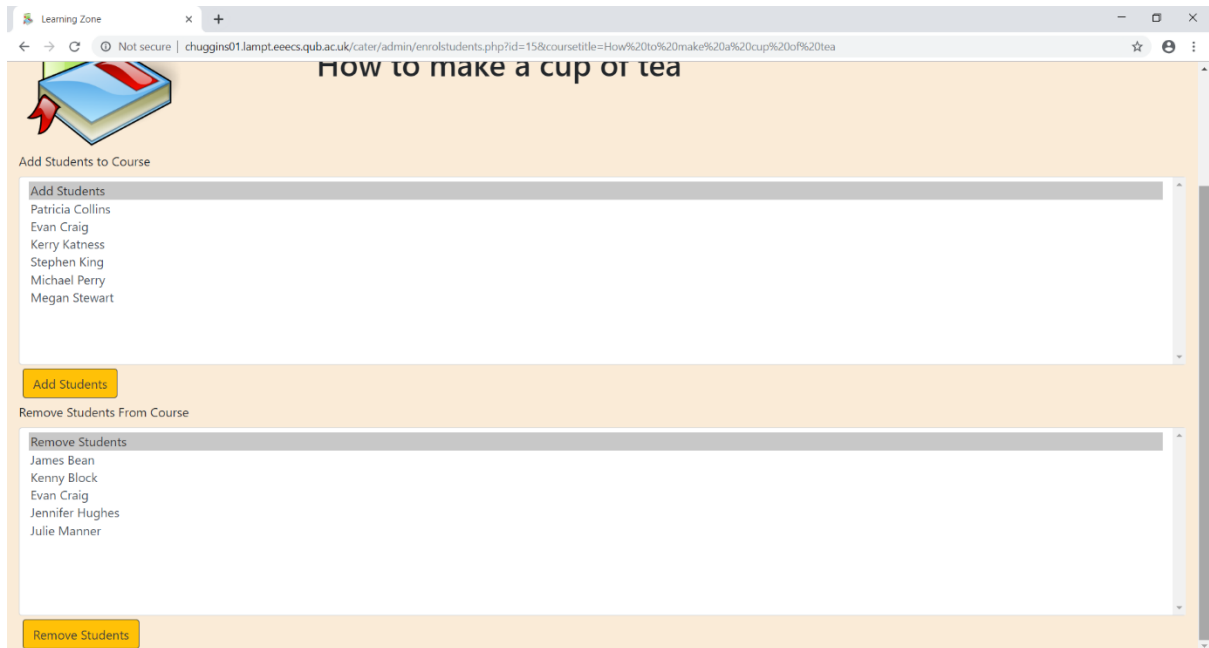 Learning Zone
Not secure | chuggins01.lampt.eeecs.qub.ac.uk/cater/admin/enrolstudents.php?id=15&coursetitle=How%20to%20make%20a%20cup%20of%20tea
How to make a cup of tea
Add Students to Course
Add Students
Patricia Collins
Evan Craig
Kerry Katness
Stephen King
Michael Perry
Megan Stewart
Add Students
Remove Students From Course
Remove Students
James Bean
Kenny Block
Evan Craig
Jennifer Hughes
Julie Manner
Remove Students